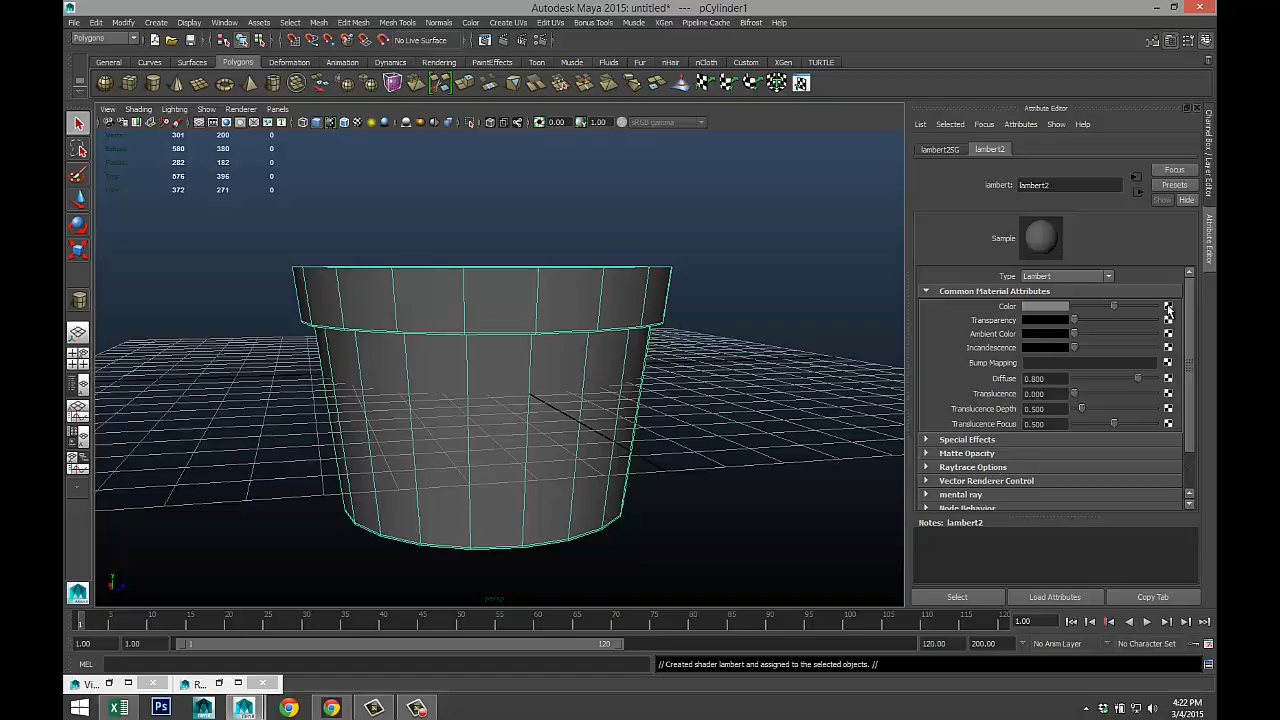 Autodesk Maya 2015: untitled* --- pCylinder1
File Edit Modify Create Display Window Assets Select Mesh Edit Mesh Mesh Tools Normals Color Create UVs Edit UVs Bonus Tools Muscle XGen Pipeline Cache Bifrost Help
Polygons
No Live Surface
General Curves Surfaces Polygons Deformation Animation Dynamics Rendering PaintEffects Toon Muscle Fluids Fur nHair nCloth Custom XGen TURTLE
View Shading Lighting Show Renderer Panels
0.00 1.00 sRGB gamma
301 200 0
580 380 0
282 182 0
576 396 0
372 271 0
persp
Attribute Editor
List Selected Focus Attributes Show Help
lambert2SG lambert2
Focus
lambert: lambert2
Presets
Show Hide
Sample
Type Lambert
Common Material Attributes
Color
Transparency
Ambient Color
Incandescence
Bump Mapping
Diffuse 0.800
Translucence 0.000
Translucence Depth 0.500
Translucence Focus 0.500
Special Effects
Matte Opacity
Raytrace Options
Vector Renderer Control
mental ray
Node Behavior
Notes: lambert2
Select Load Attributes Copy Tab
Channel Box / Layer Editor
Attribute Editor
1 5 10 15 20 25 30 35 40 45 50 55 60 65 70 75 80 85 90 95 100 105 110 115 120
1.00
1.00 1.00 1 120 120.00 200.00 No Anim Layer No Character Set
MEL
// Created shader lambert and assigned to the selected objects. //
Vi... R...
Ps
4:22 PM
3/4/2015